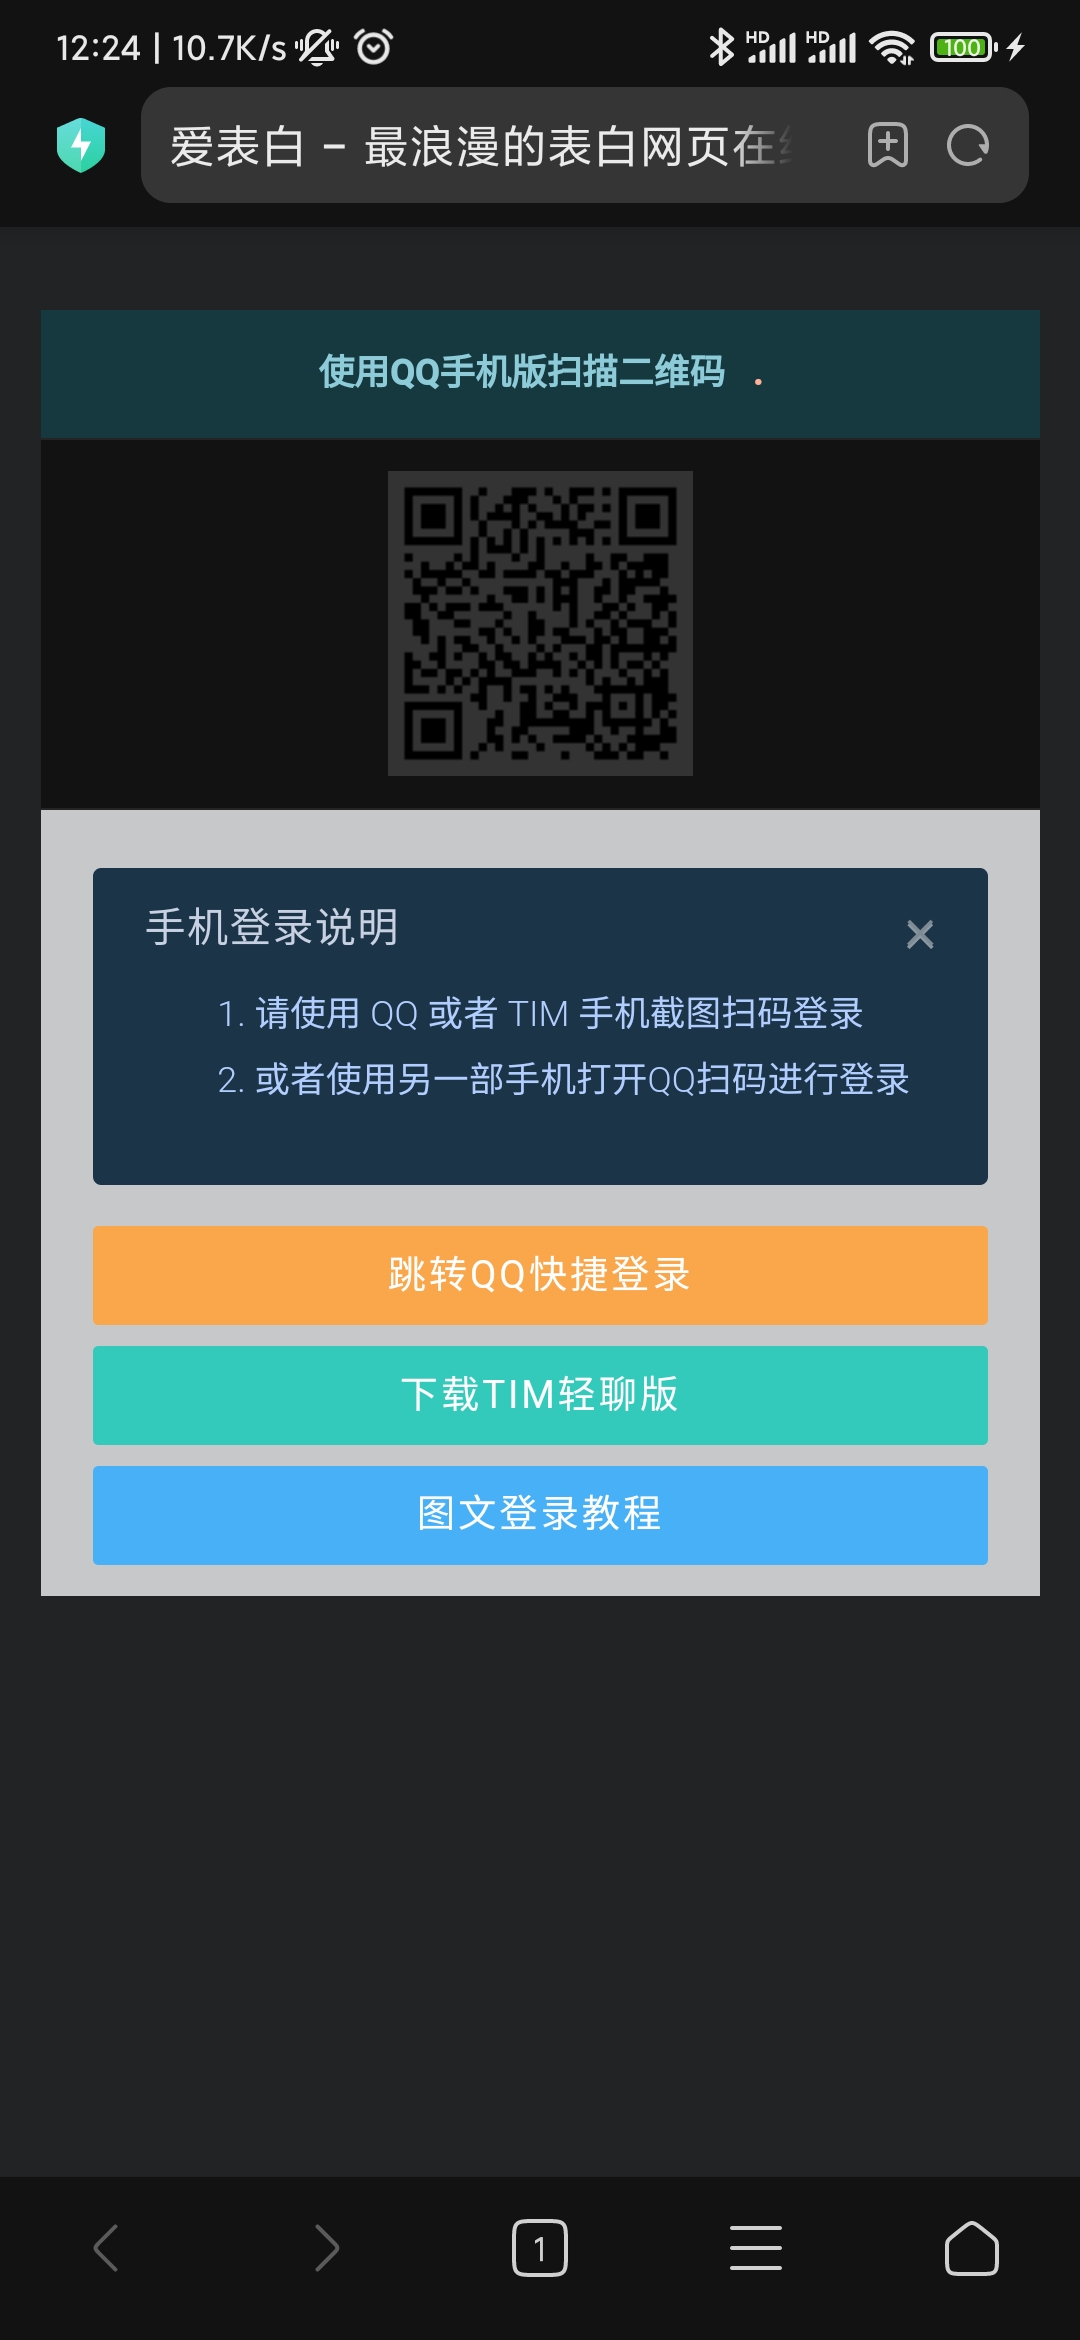 12:24 | 10.7K/s
HD HD 100
爱表白 – 最浪漫的表白网页在
使用QQ手机版扫描二维码 .
手机登录说明
1. 请使用 QQ 或者 TIM 手机截图扫码登录
2. 或者使用另一部手机打开QQ扫码进行登录
跳转QQ快捷登录
下载TIM轻聊版
图文登录教程
1